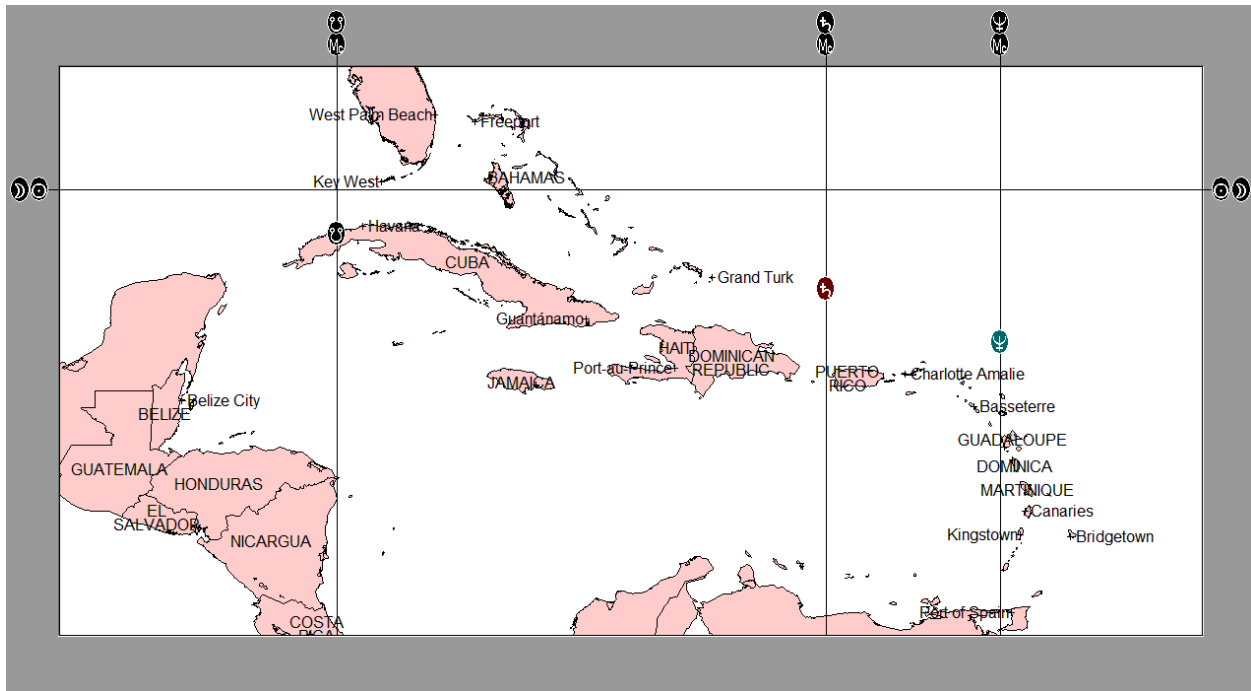 ☋ ♄ ♆
Mc Mc Mc
West Palm Beach
Freeport
BAHAMAS
Key West
☽ ☉
☉ ☽
Havana
☋
CUBA
Grand Turk
♄
Guantánamo
♆
HAITI
DOMINICAN
REPUBLIC
Port-au-Prince
JAMAICA
PUERTO
RICO
Charlotte Amalie
Belize City
BELIZE
Basseterre
GUADALOUPE
GUATEMALA
DOMINICA
HONDURAS
MARTINIQUE
EL
SALVADOR
Canaries
NICARGUA
Kingstown
Bridgetown
Port of Spain
COSTA
RICA